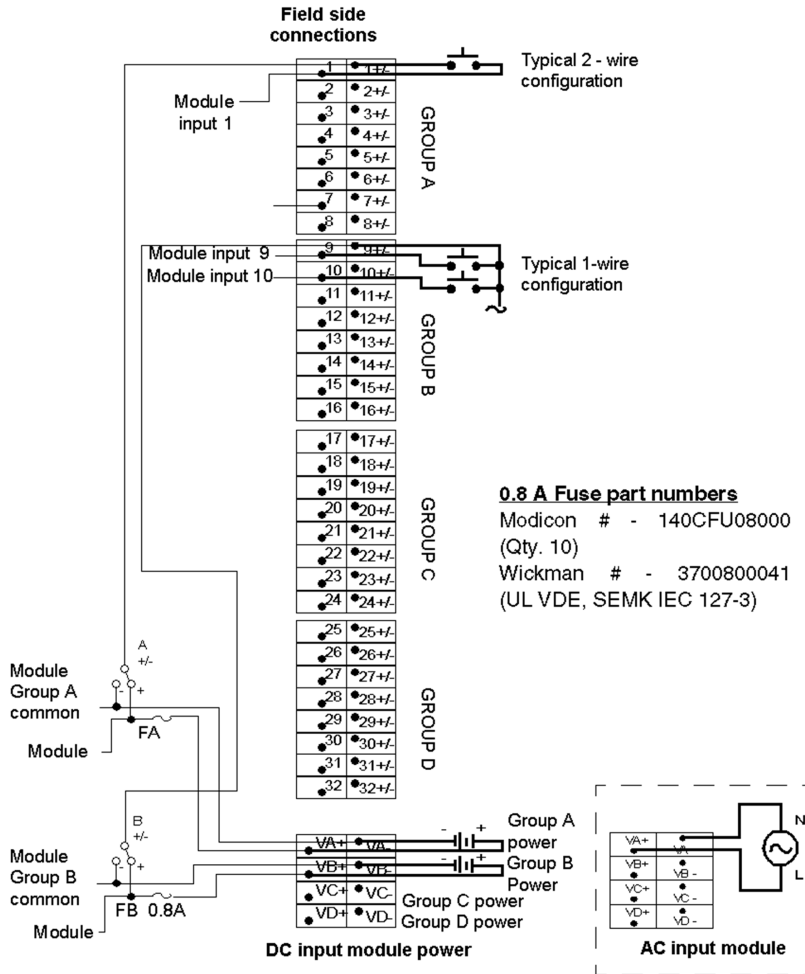 Field side
connections
1 1+/-
2 2+/-
3 3+/-
4 4+/-
5 5+/-
6 6+/-
7 7+/-
8 8+/-
GROUP A
Module
input 1
Typical 2 - wire
configuration
9 9+/-
10 10+/-
11 11+/-
12 12+/-
13 13+/-
14 14+/-
15 15+/-
16 16+/-
GROUP B
Module input 9
Module input 10
Typical 1-wire
configuration
17 17+/-
18 18+/-
19 19+/-
20 20+/-
21 21+/-
22 22+/-
23 23+/-
24 24+/-
GROUP C
0.8 A Fuse part numbers
Modicon # - 140CFU08000
(Qty. 10)
Wickman # - 3700800041
(UL VDE, SEMK IEC 127-3)
25 25+/-
26 26+/-
27 27+/-
28 28+/-
29 29+/-
30 30+/-
31 31+/-
32 32+/-
GROUP D
A
+/-
- +
Module
Group A
common
FA
Module
B
+/-
- +
Module
Group B
common
FB 0.8A
Module
VA+ VA-
VB+ VB-
VC+ VC-
VD+ VD-
- +
Group A
power
- +
Group B
Power
Group C power
Group D power
DC input module power
VA+ VA
VB+ VB -
VC+ VC -
VD+ VD -
N
L
AC input module